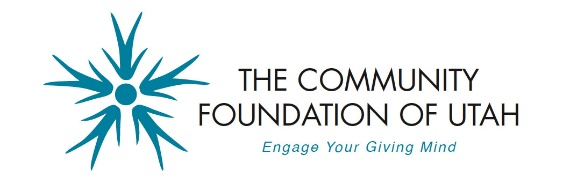 THE COMMUNITY
FOUNDATION OF UTAH
Engage Your Giving Mind